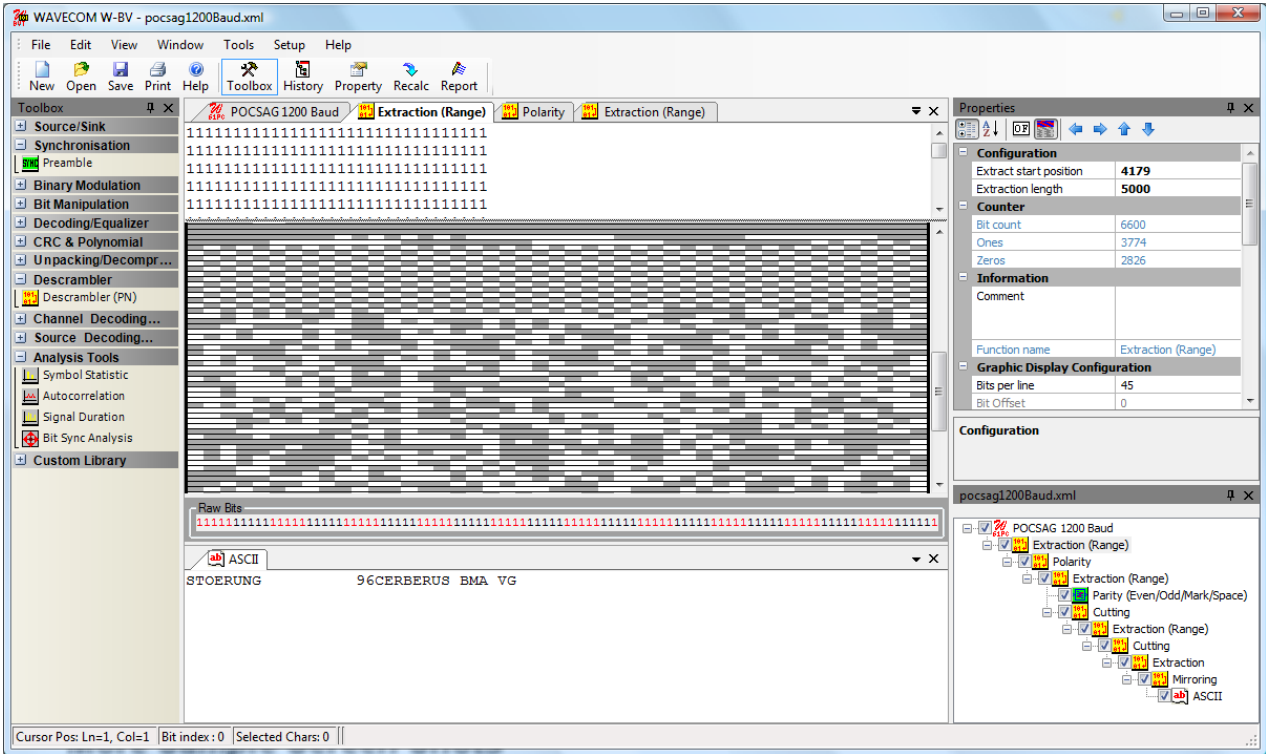 WAVECOM W-BV - pocsag1200Baud.xml
File Edit View Window Tools Setup Help
New Open Save Print Help Toolbox History Property Recalc Report
Toolbox
Source/Sink
Synchronisation
SYNC Preamble
Binary Modulation
Bit Manipulation
Decoding/Equalizer
CRC & Polynomial
Unpacking/Decompr...
Descrambler
Descrambler (PN)
Channel Decoding...
Source Decoding...
Analysis Tools
Symbol Statistic
Autocorrelation
Signal Duration
Bit Sync Analysis
Custom Library
POCSAG 1200 Baud Extraction (Range) Polarity Extraction (Range)
111111111111111111111111111111111
111111111111111111111111111111111
111111111111111111111111111111111
111111111111111111111111111111111
111111111111111111111111111111111
Raw Bits
ASCII
STOERUNG 96CERBERUS BMA VG
Properties
Configuration
Extract start position 4179
Extraction length 5000
Counter
Bit count 6600
Ones 3774
Zeros 2826
Information
Comment
Function name Extraction (Range)
Graphic Display Configuration
Bits per line 45
Bit Offset 0
Configuration
pocsag1200Baud.xml
POCSAG 1200 Baud
Extraction (Range)
Polarity
Extraction (Range)
Parity (Even/Odd/Mark/Space)
Cutting
Extraction (Range)
Cutting
Extraction
Mirroring
ASCII
Cursor Pos: Ln=1, Col=1 Bit index : 0 Selected Chars: 0